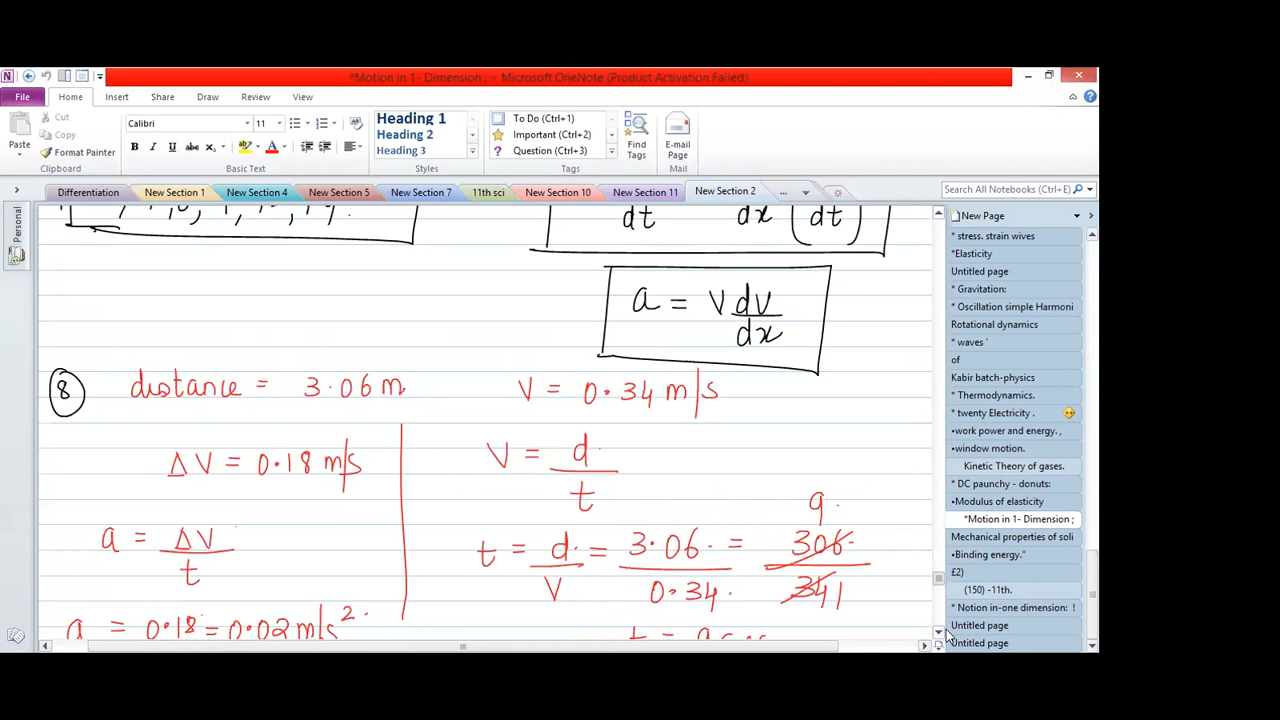 *Motion in 1- Dimension ; - Microsoft OneNote (Product Activation Failed)
File Home Insert Share Draw Review View
Paste Cut Copy Format Painter
Clipboard
Calibri 11
B I U abc x₂ A
Basic Text
Heading 1
Heading 2
Heading 3
Styles
To Do (Ctrl+1)
Important (Ctrl+2)
Question (Ctrl+3)
Find Tags
Tags
E-mail Page
Mail
Differentiation New Section 1 New Section 4 New Section 5 New Section 7 11th sci New Section 10 New Section 11 New Section 2 ...
Search All Notebooks (Ctrl+E)
Personal
dt dx (dt)
a = v dv/dx
8 distance = 3.06m V = 0.34 m/s
ΔV = 0.18 m/s
V = d/t
a = ΔV/t
9
t = d/V = 3.06/0.34 = 306/34 1
a = 0.18 = 0.02 m/s²
New Page
* stress. strain wives
*Elasticity
Untitled page
* Gravitation:
* Oscillation simple Harmoni
Rotational dynamics
* waves '
of
Kabir batch-physics
* Thermodynamics.
* twenty Electricity .
•work power and energy. ,
•window motion.
Kinetic Theory of gases.
* DC paunchy - donuts:
•Modulus of elasticity
*Motion in 1- Dimension ;
Mechanical properties of soli
•Binding energy."
£2)
(150) -11th.
* Notion in-one dimension: !
Untitled page
Untitled page